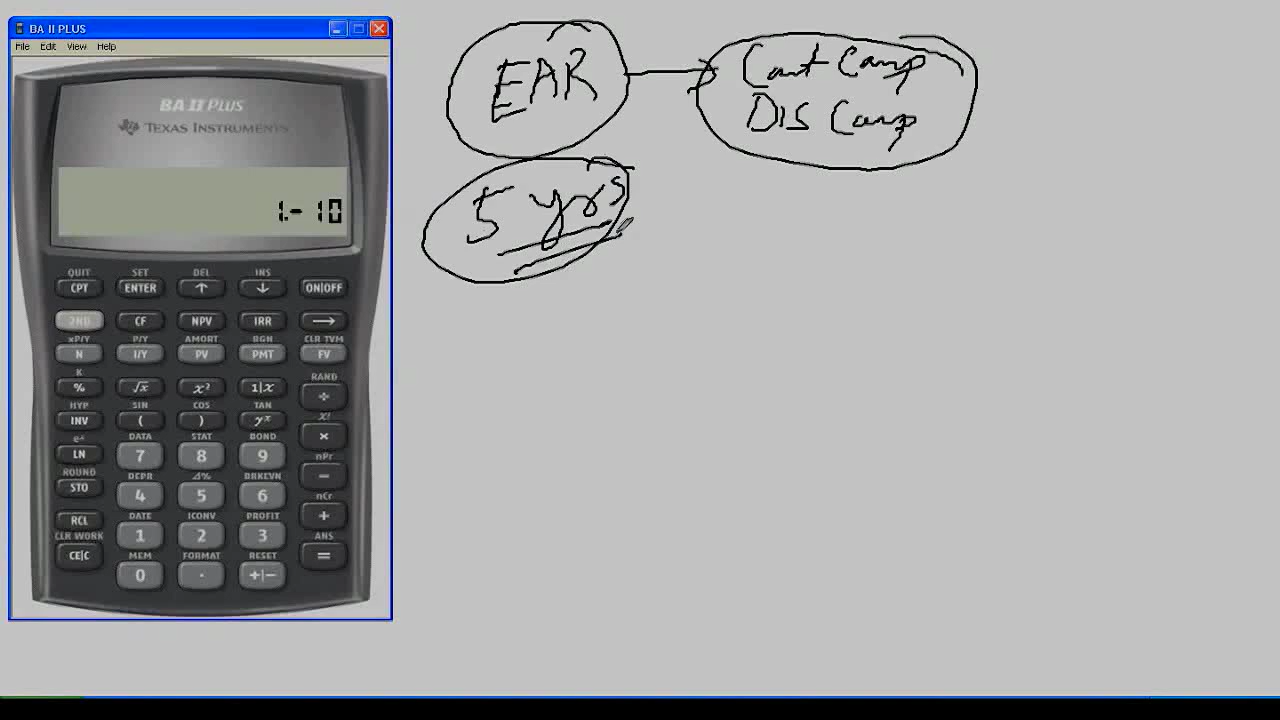 BA II PLUS
File Edit View Help
BA II PLUS
TEXAS INSTRUMENTS
1.- 10
QUIT SET DEL INS
CPT ENTER ↑ ↓ ON|OFF
2ND CF NPV IRR →
xP/Y P/Y AMORT BGN CLR TVM
N I/Y PV PMT FV
K RAND
% √x x² 1|x ÷
HYP SIN COS TAN x!
INV ( ) yˣ ×
eˣ DATA STAT BOND nPr
LN 7 8 9 −
ROUND DEPR Δ% BRKEVN nCr
STO 4 5 6 +
DATE ICONV PROFIT
RCL 1 2 3
CLR WORK MEM FORMAT RESET ANS
CE|C 0 . +|− =
EAR
Cont Comp
Dis Comp
5 yrs